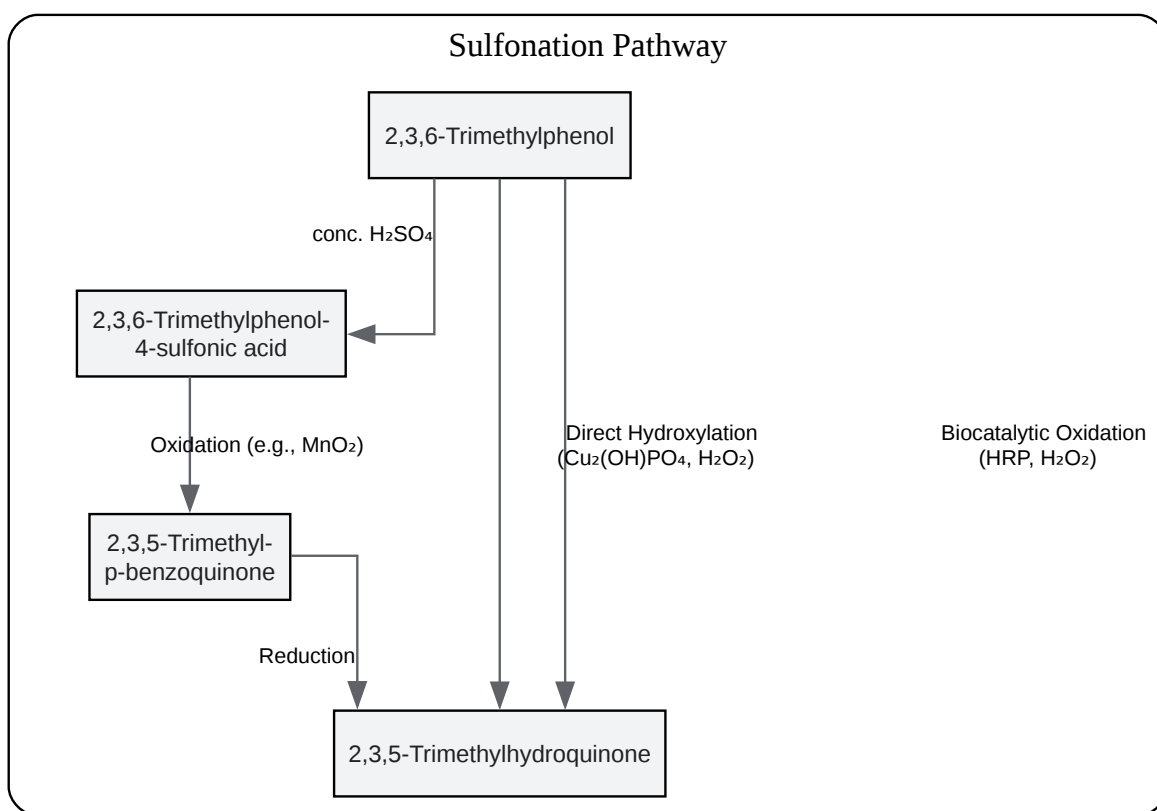 Sulfonation Pathway
2,3,6-Trimethylphenol
conc. H₂SO₄
2,3,6-Trimethylphenol-
4-sulfonic acid
Oxidation (e.g., MnO₂)
Direct Hydroxylation
(Cu₂(OH)PO₄, H₂O₂)
Biocatalytic Oxidation
(HRP, H₂O₂)
2,3,5-Trimethyl-
p-benzoquinone
Reduction
2,3,5-Trimethylhydroquinone